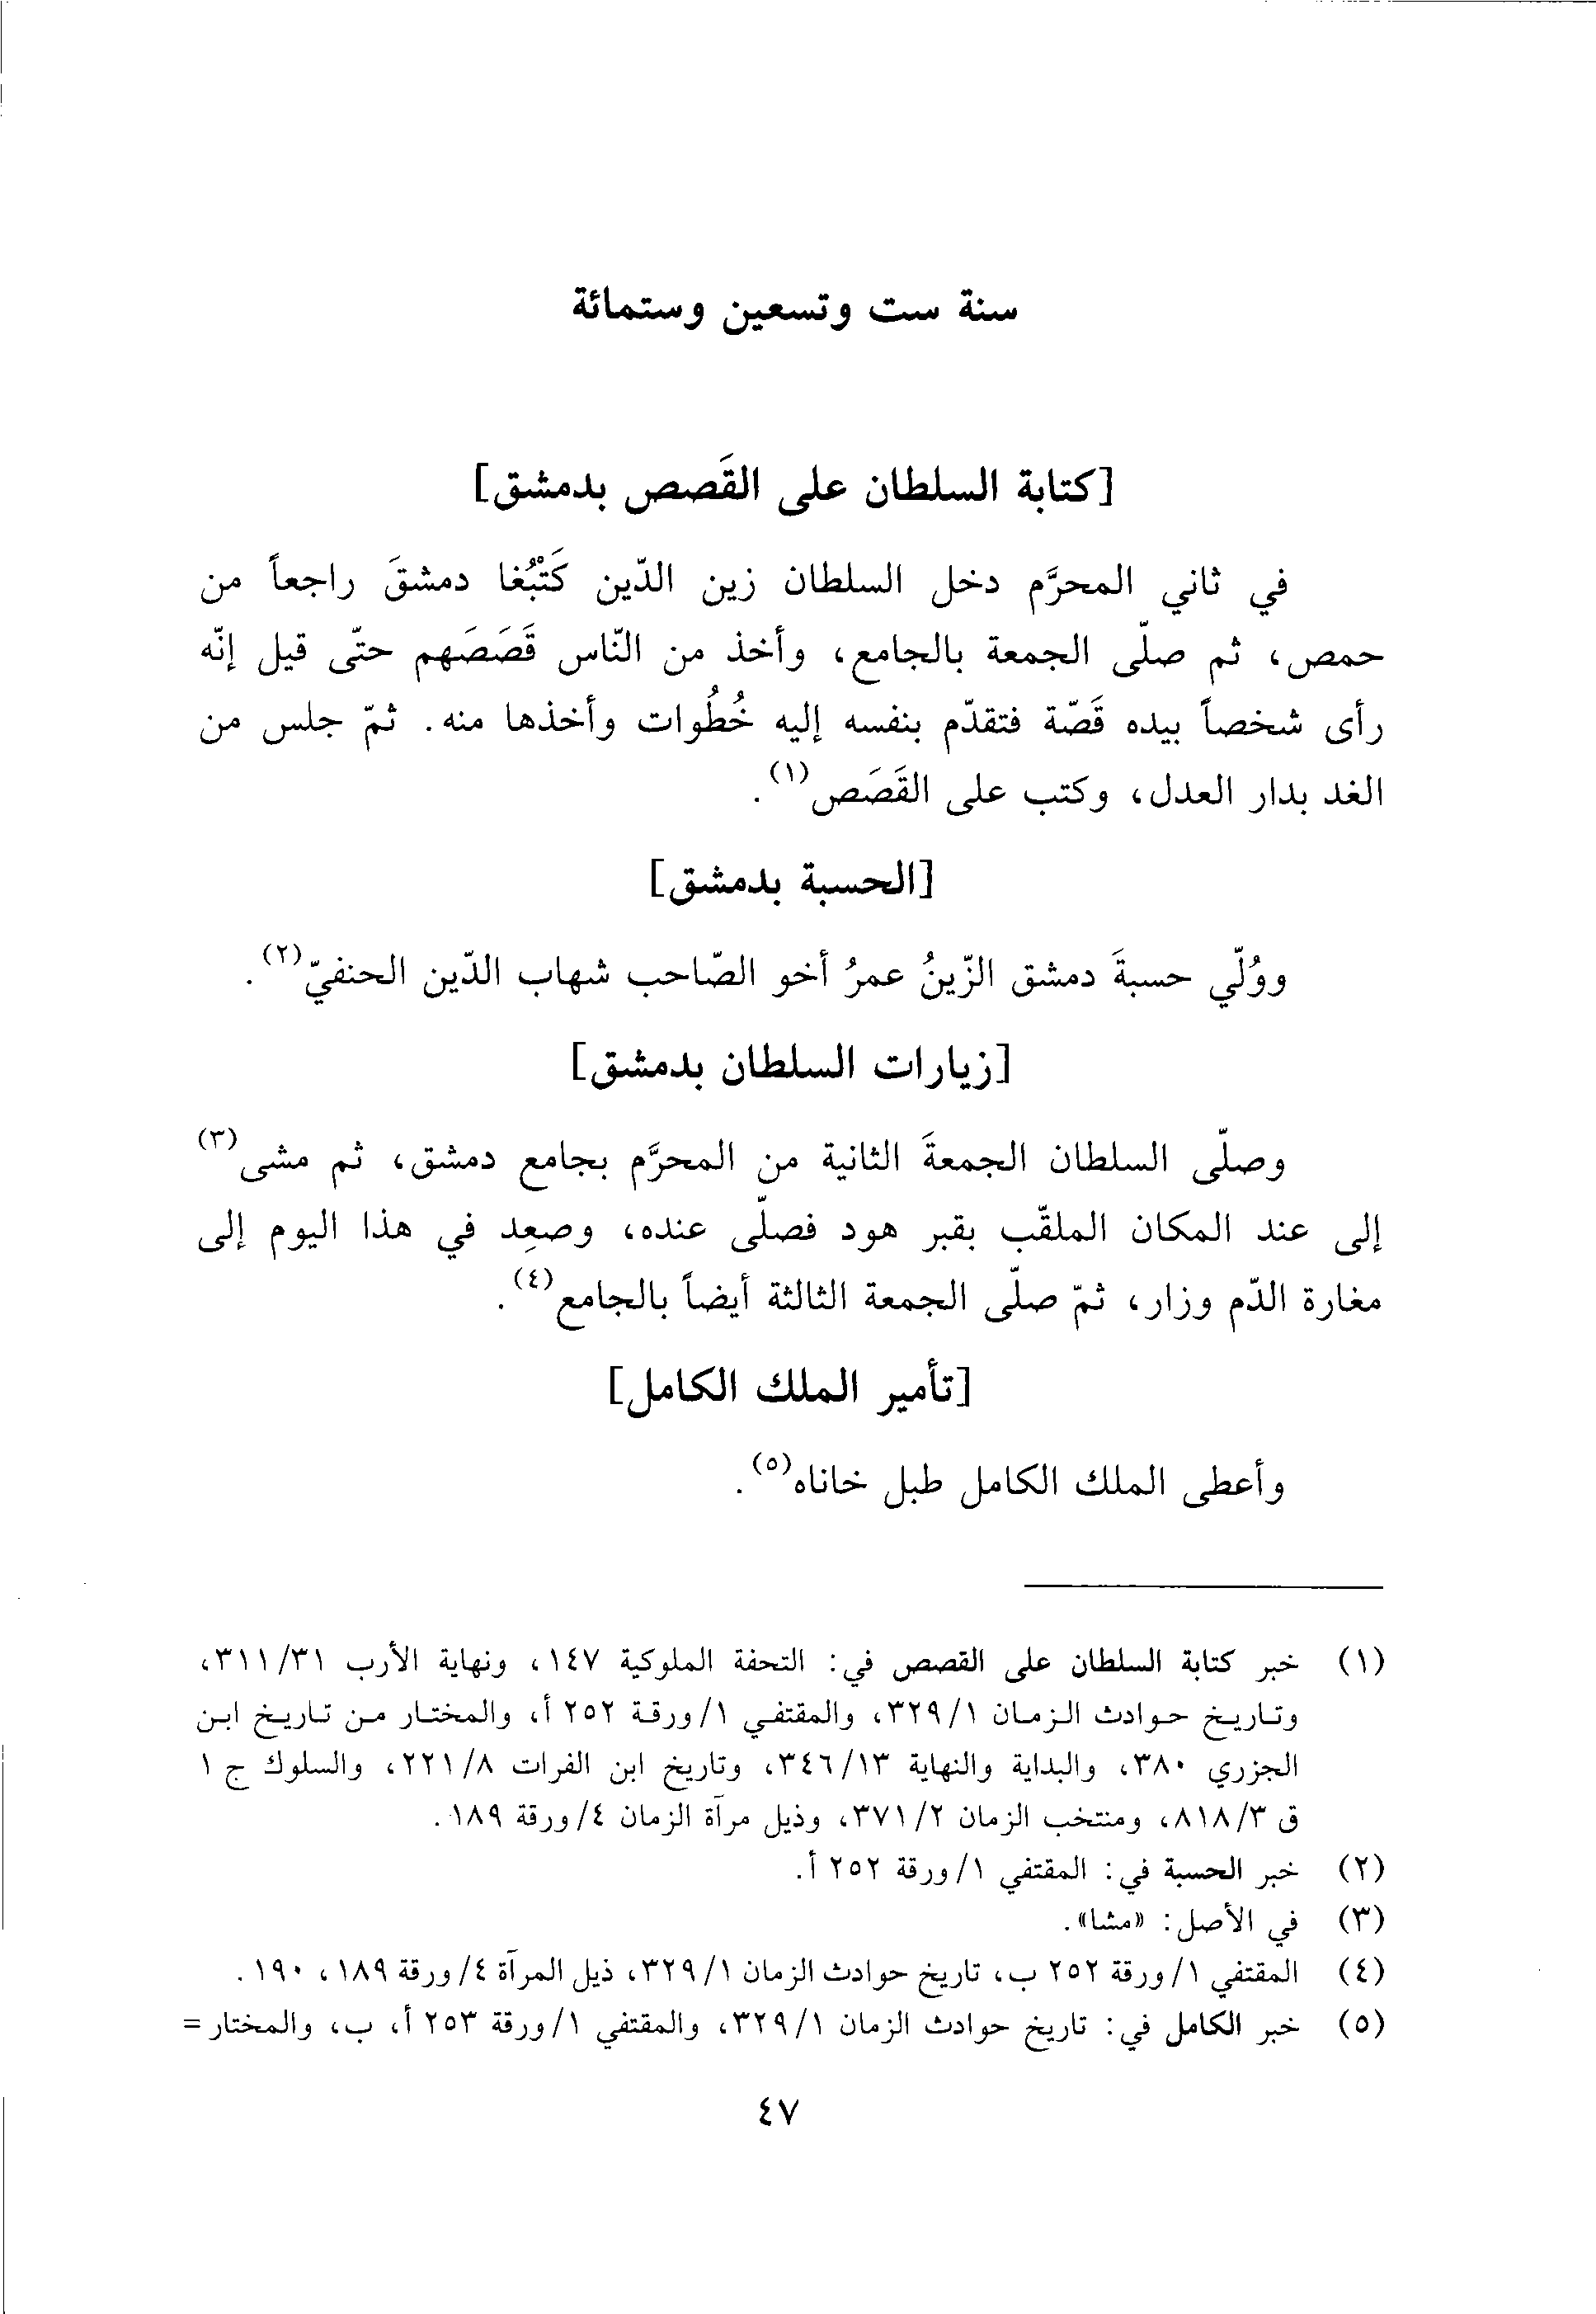 سنة ست وتسعين وستمائة
[كتابة السلطان على القَصص بدمشق]
في ثاني المحرَّم دخل السلطان زين الدّين كَتْبُغا دمشقَ راجعاً من
حمص، ثم صلّى الجمعة بالجامع، وأخذ من النّاس قَصَصَهم حتّى قيل إنّه
رأى شخصاً بيده قَصّة فتقدّم بنفسه إليه خُطُوات وأخذها منه. ثمّ جلس من
الغد بدار العدل، وكتب على القَصَص(١).
[الحسبة بدمشق]
ووُلّي حسبةَ دمشق الزّينُ عمرُ أخو الصّاحب شهاب الدّين الحنفيّ(٢).
[زيارات السلطان بدمشق]
وصلّى السلطان الجمعةَ الثانية من المحرَّم بجامع دمشق، ثم مشى(٣)
إلى عند المكان الملقّب بقبر هود فصلّى عنده، وصعِد في هذا اليوم إلى
مغارة الدّم وزار، ثمّ صلّى الجمعة الثالثة أيضاً بالجامع(٤).
[تأمير الملك الكامل]
وأعطى الملك الكامل طبل خاناه(٥).
(١) خبر كتابة السلطان على القصص في: التحفة الملوكية ١٤٧، ونهاية الأرب ٣١/ ٣١١،
وتاريخ حوادث الزمان ١/ ٣٢٩، والمقتفي ١/ ورقة ٢٥٢ أ، والمختار من تاريخ ابن
الجزري ٣٨٠، والبداية والنهاية ١٣/ ٣٤٦، وتاريخ ابن الفرات ٨/ ٢٢١، والسلوك ج ١
ق ٣/ ٨١٨، ومنتخب الزمان ٢/ ٣٧١، وذيل مرآة الزمان ٤/ ورقة ١٨٩.
(٢) خبر الحسبة في: المقتفي ١/ ورقة ٢٥٢ أ.
(٣) في الأصل: «مشا».
(٤) المقتفي ١/ ورقة ٢٥٢ ب، تاريخ حوادث الزمان ١/ ٣٢٩، ذيل المرآة ٤/ ورقة ١٨٩، ١٩٠.
(٥) خبر الكامل في: تاريخ حوادث الزمان ١/ ٣٢٩، والمقتفي ١/ ورقة ٢٥٣ أ، ب، والمختار =
٤٧